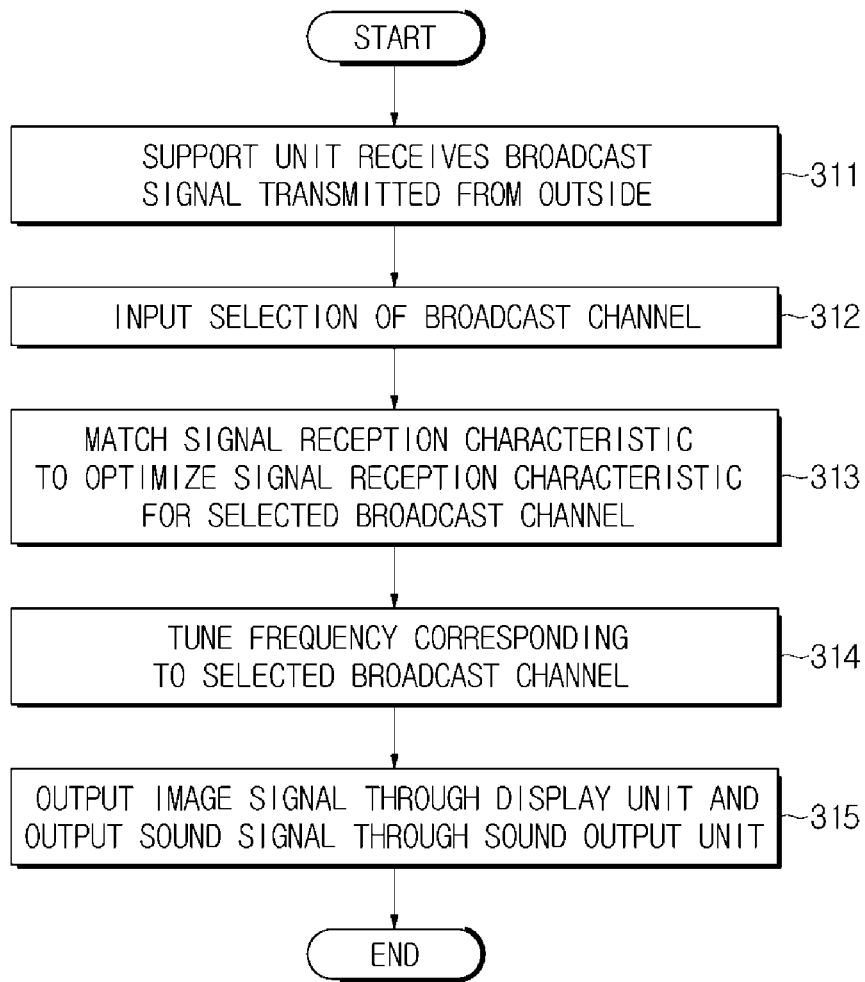 START
SUPPORT UNIT RECEIVES BROADCAST
SIGNAL TRANSMITTED FROM OUTSIDE
311
INPUT SELECTION OF BROADCAST CHANNEL
312
MATCH SIGNAL RECEPTION CHARACTERISTIC
TO OPTIMIZE SIGNAL RECEPTION CHARACTERISTIC
FOR SELECTED BROADCAST CHANNEL
313
TUNE FREQUENCY CORRESPONDING
TO SELECTED BROADCAST CHANNEL
314
OUTPUT IMAGE SIGNAL THROUGH DISPLAY UNIT AND
OUTPUT SOUND SIGNAL THROUGH SOUND OUTPUT UNIT
315
END